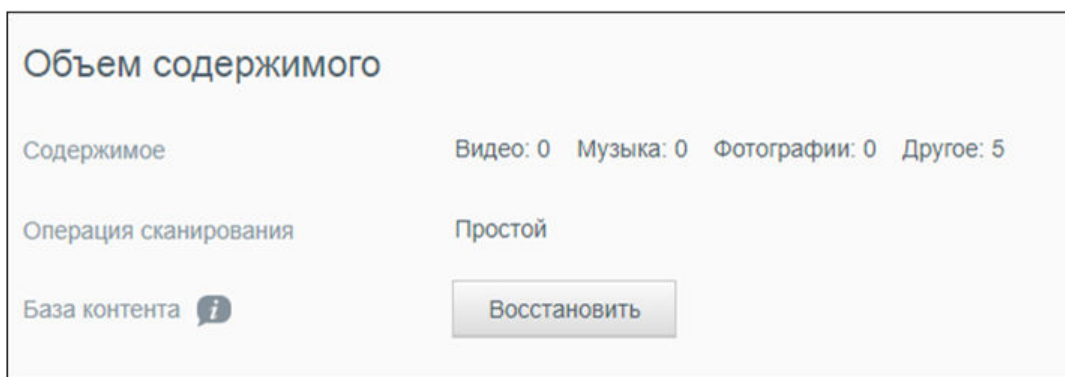 Объем содержимого
Содержимое Видео: 0 Музыка: 0 Фотографии: 0 Другое: 5
Операция сканирования Простой
База контента i Восстановить